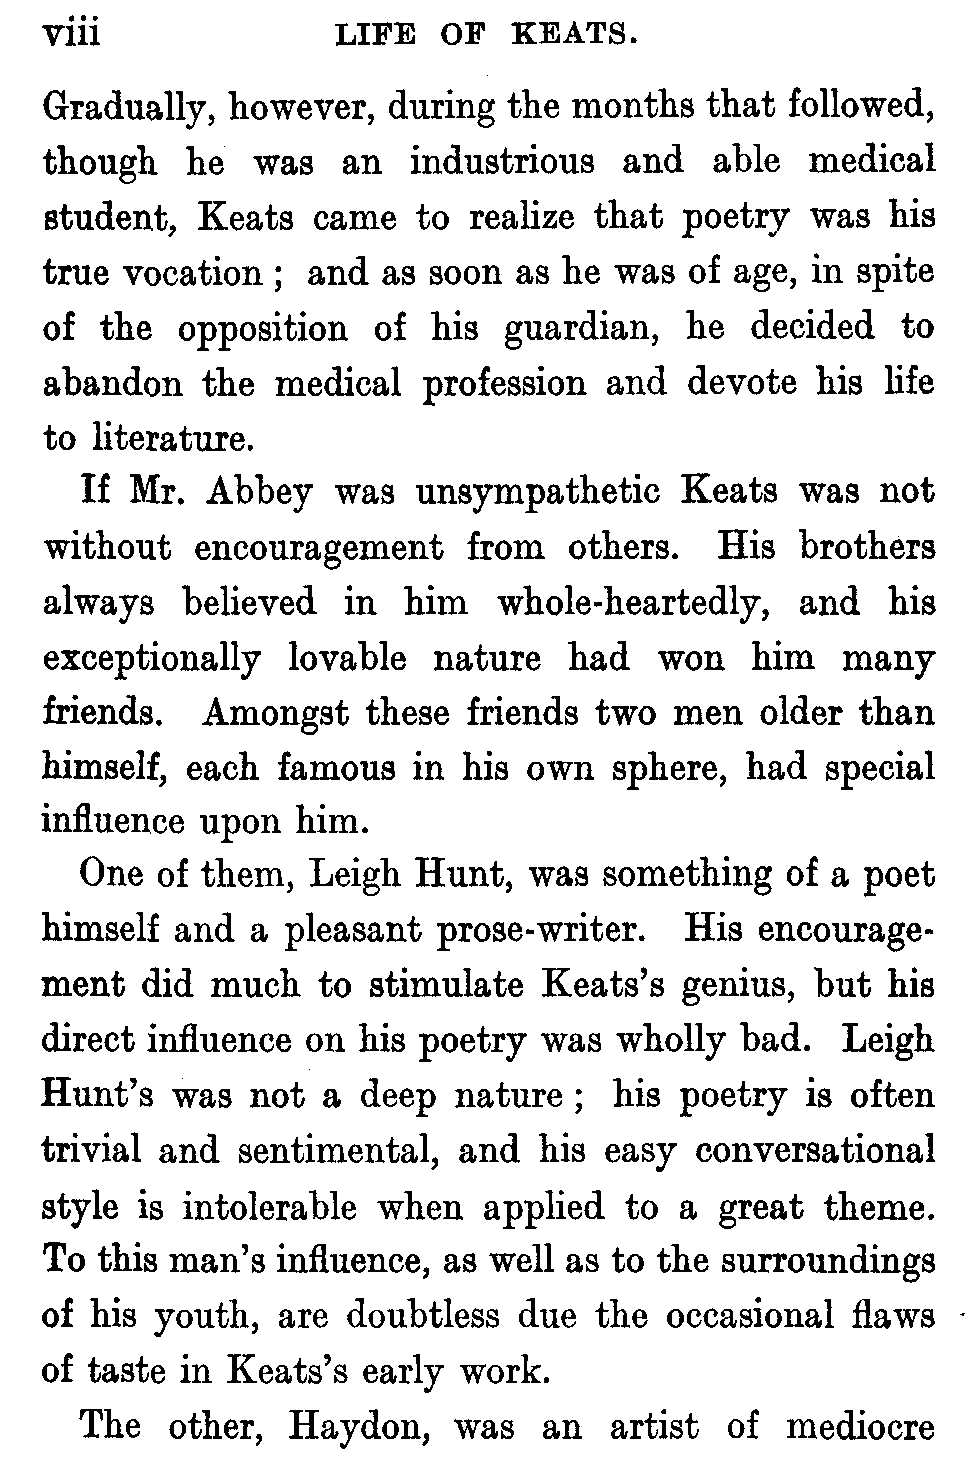 viii LIFE OF KEATS.
Gradually, however, during the months that followed,
though he was an industrious and able medical
student, Keats came to realize that poetry was his
true vocation ; and as soon as he was of age, in spite
of the opposition of his guardian, he decided to
abandon the medical profession and devote his life
to literature.
If Mr. Abbey was unsympathetic Keats was not
without encouragement from others. His brothers
always believed in him whole-heartedly, and his
exceptionally lovable nature had won him many
friends. Amongst these friends two men older than
himself, each famous in his own sphere, had special
influence upon him.
One of them, Leigh Hunt, was something of a poet
himself and a pleasant prose-writer. His encourage-
ment did much to stimulate Keats's genius, but his
direct influence on his poetry was wholly bad. Leigh
Hunt's was not a deep nature ; his poetry is often
trivial and sentimental, and his easy conversational
style is intolerable when applied to a great theme.
To this man's influence, as well as to the surroundings
of his youth, are doubtless due the occasional flaws
of taste in Keats's early work.
The other, Haydon, was an artist of mediocre